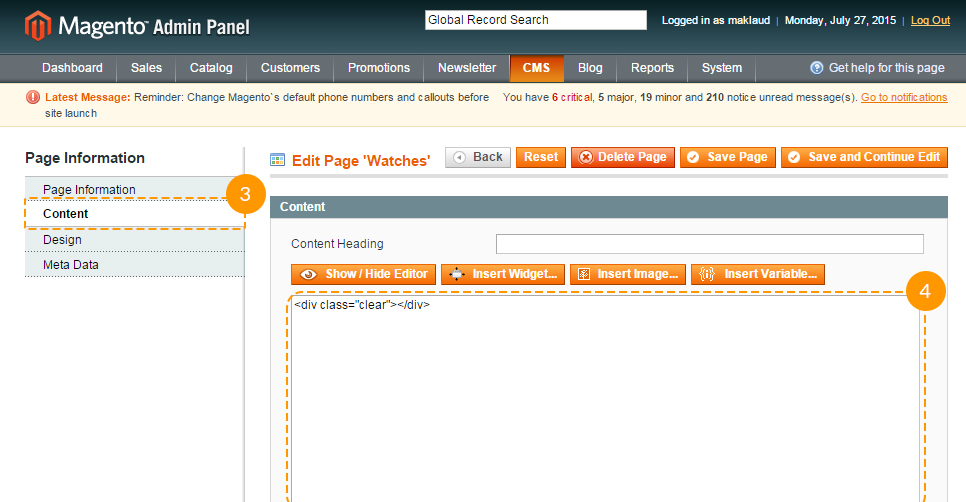 Magento™ Admin Panel
Global Record Search
Logged in as maklaud | Monday, July 27, 2015 | Log Out
Dashboard Sales Catalog Customers Promotions Newsletter CMS Blog Reports System Get help for this page
Latest Message: Reminder: Change Magento`s default phone numbers and callouts before
site launch
You have 6 critical, 5 major, 19 minor and 210 notice unread message(s). Go to notifications
Page Information
Page Information
Content
Design
Meta Data
3
Edit Page 'Watches'
Back Reset Delete Page Save Page Save and Continue Edit
Content
Content Heading
Show / Hide Editor Insert Widget... Insert Image... Insert Variable...
4
<div class="clear"></div>